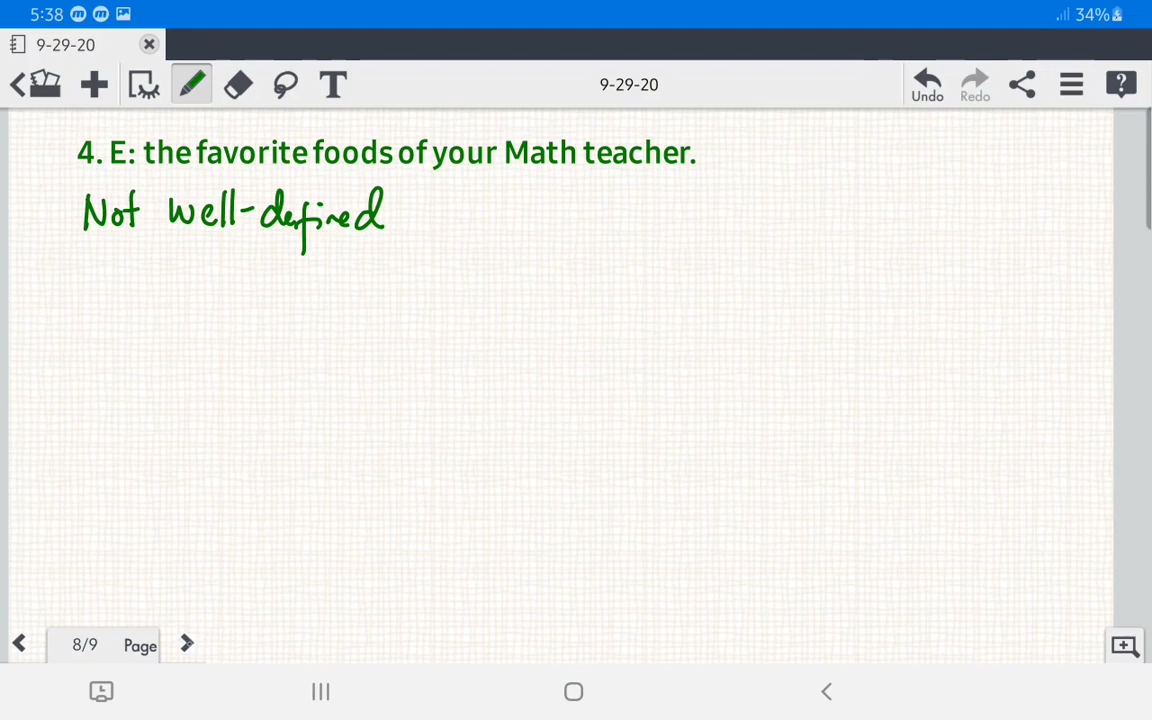 5:38
34%
9-29-20
9-29-20
Undo
Redo
4. E: the favorite foods of your Math teacher.
Not well-defined
8/9
Page